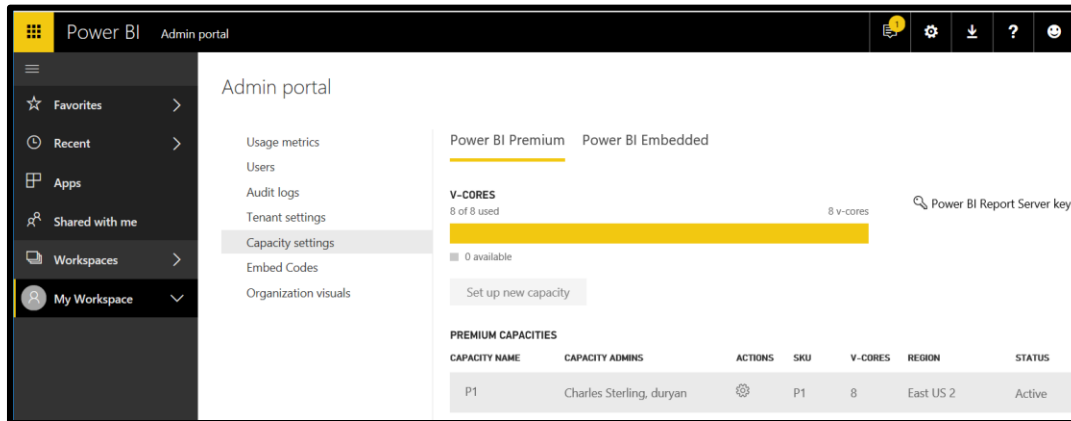 Power BI Admin portal 1 ?
Favorites
Recent
Apps
Shared with me
Workspaces
My Workspace
Admin portal
Usage metrics
Users
Audit logs
Tenant settings
Capacity settings
Embed Codes
Organization visuals
Power BI Premium Power BI Embedded
V-CORES
8 of 8 used 8 v-cores
Power BI Report Server key
0 available
Set up new capacity
PREMIUM CAPACITIES
CAPACITY NAME CAPACITY ADMINS ACTIONS SKU V-CORES REGION STATUS
P1 Charles Sterling, duryan P1 8 East US 2 Active